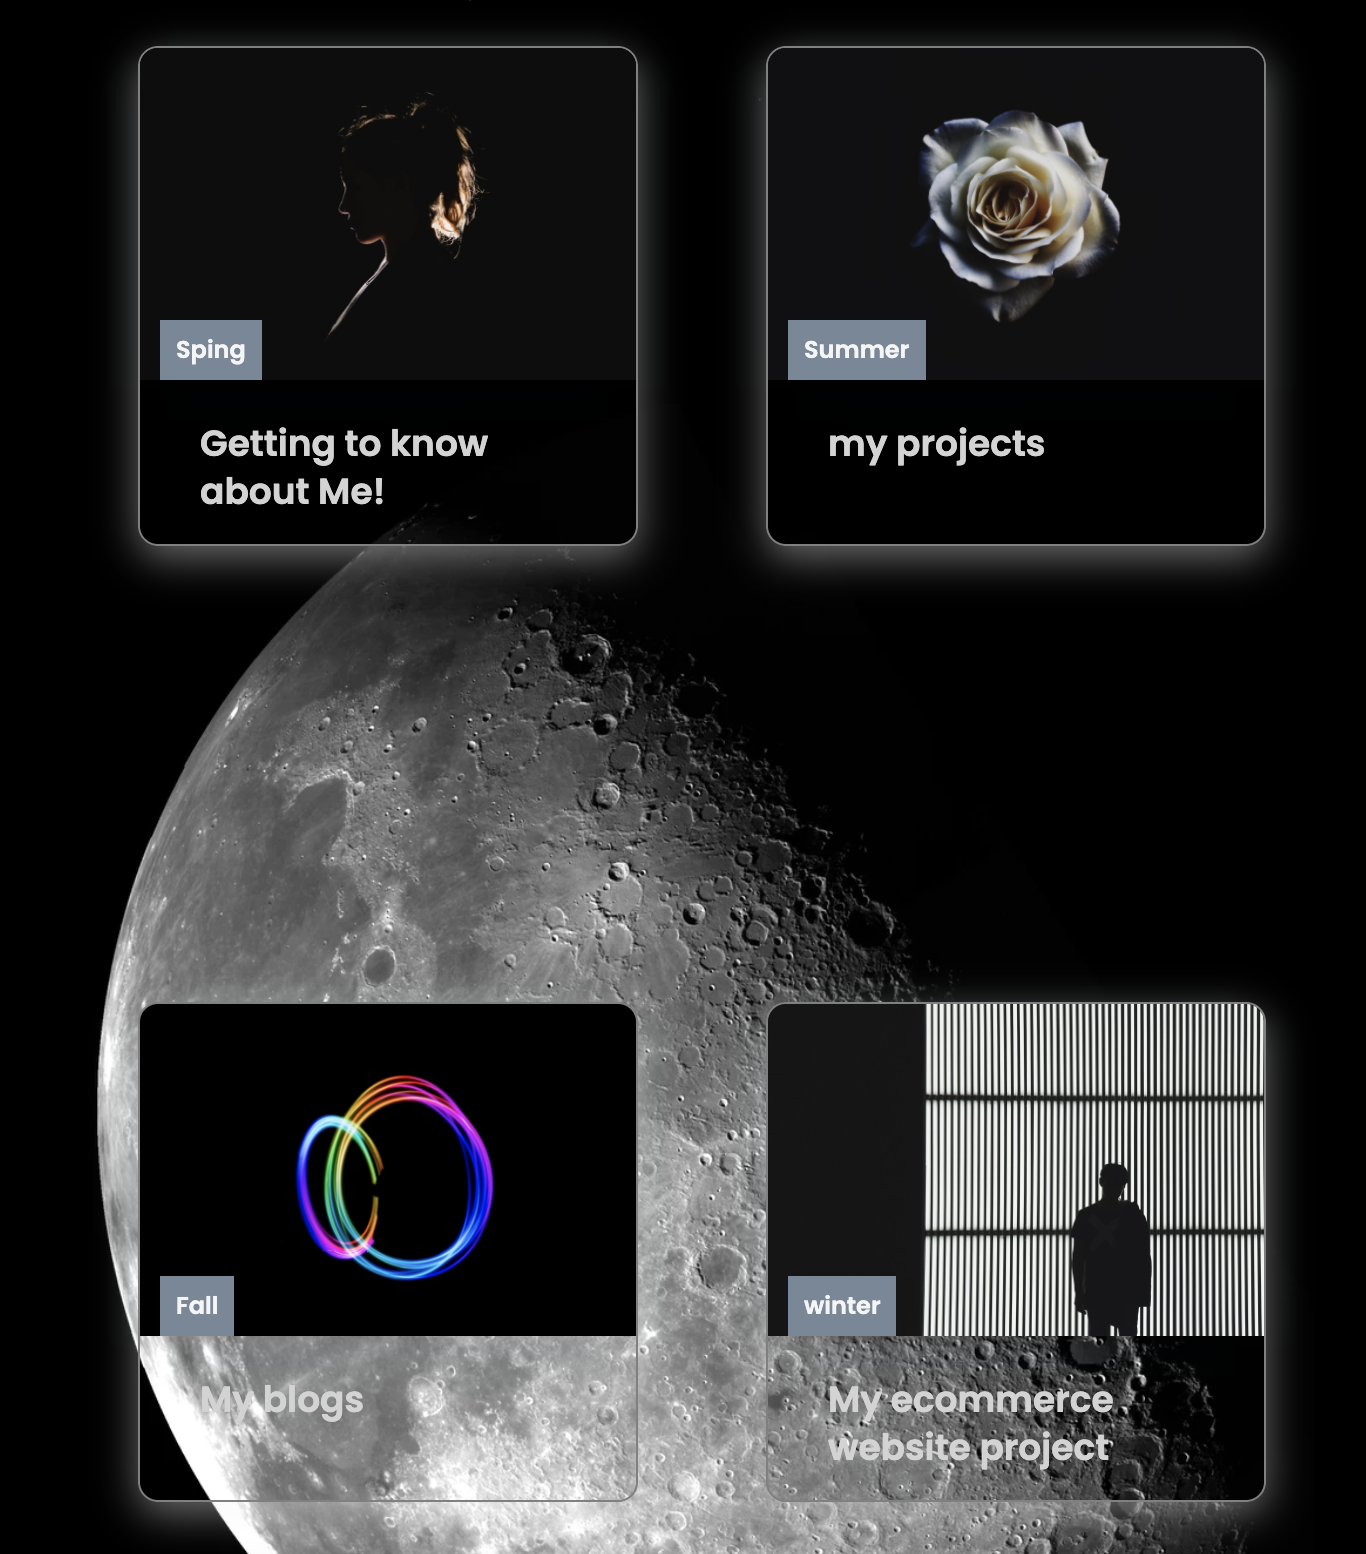 Sping
Summer
Getting to know
about Me!
my projects
Fall
winter
My blogs
My ecommerce
website project